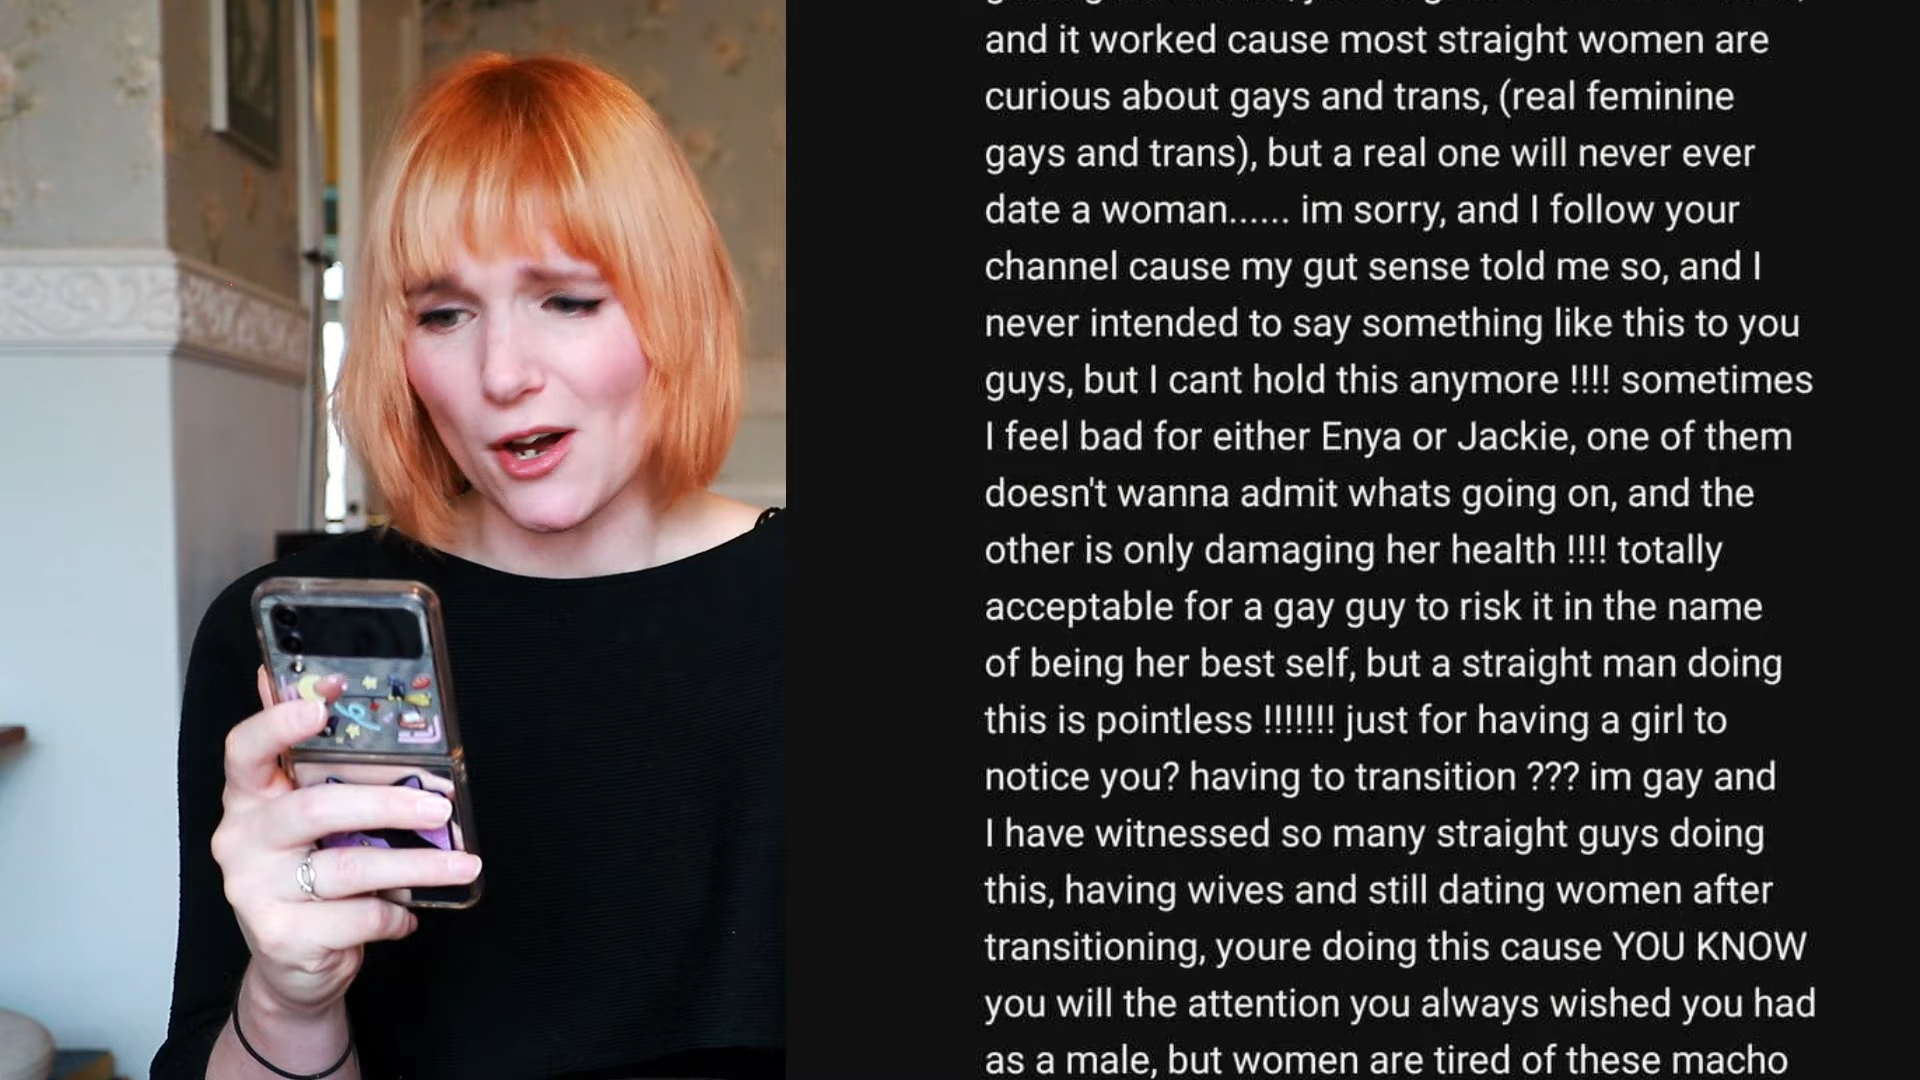 and it worked cause most straight women are
curious about gays and trans, (real feminine
gays and trans), but a real one will never ever
date a woman...... im sorry, and I follow your
channel cause my gut sense told me so, and I
never intended to say something like this to you
guys, but I cant hold this anymore !!!! sometimes
I feel bad for either Enya or Jackie, one of them
doesn't wanna admit whats going on, and the
other is only damaging her health !!!! totally
acceptable for a gay guy to risk it in the name
of being her best self, but a straight man doing
this is pointless !!!!!!! just for having a girl to
notice you? having to transition ??? im gay and
I have witnessed so many straight guys doing
this, having wives and still dating women after
transitioning, youre doing this cause YOU KNOW
you will the attention you always wished you had
as a male, but women are tired of these macho